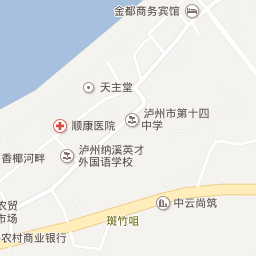 金都商务宾馆
天主堂
泸州市第十四
中学
顺康医院
泸州纳溪英才
外国语学校
香椰河畔
农贸
市场
中云尚筑
斑竹咀
农村商业银行